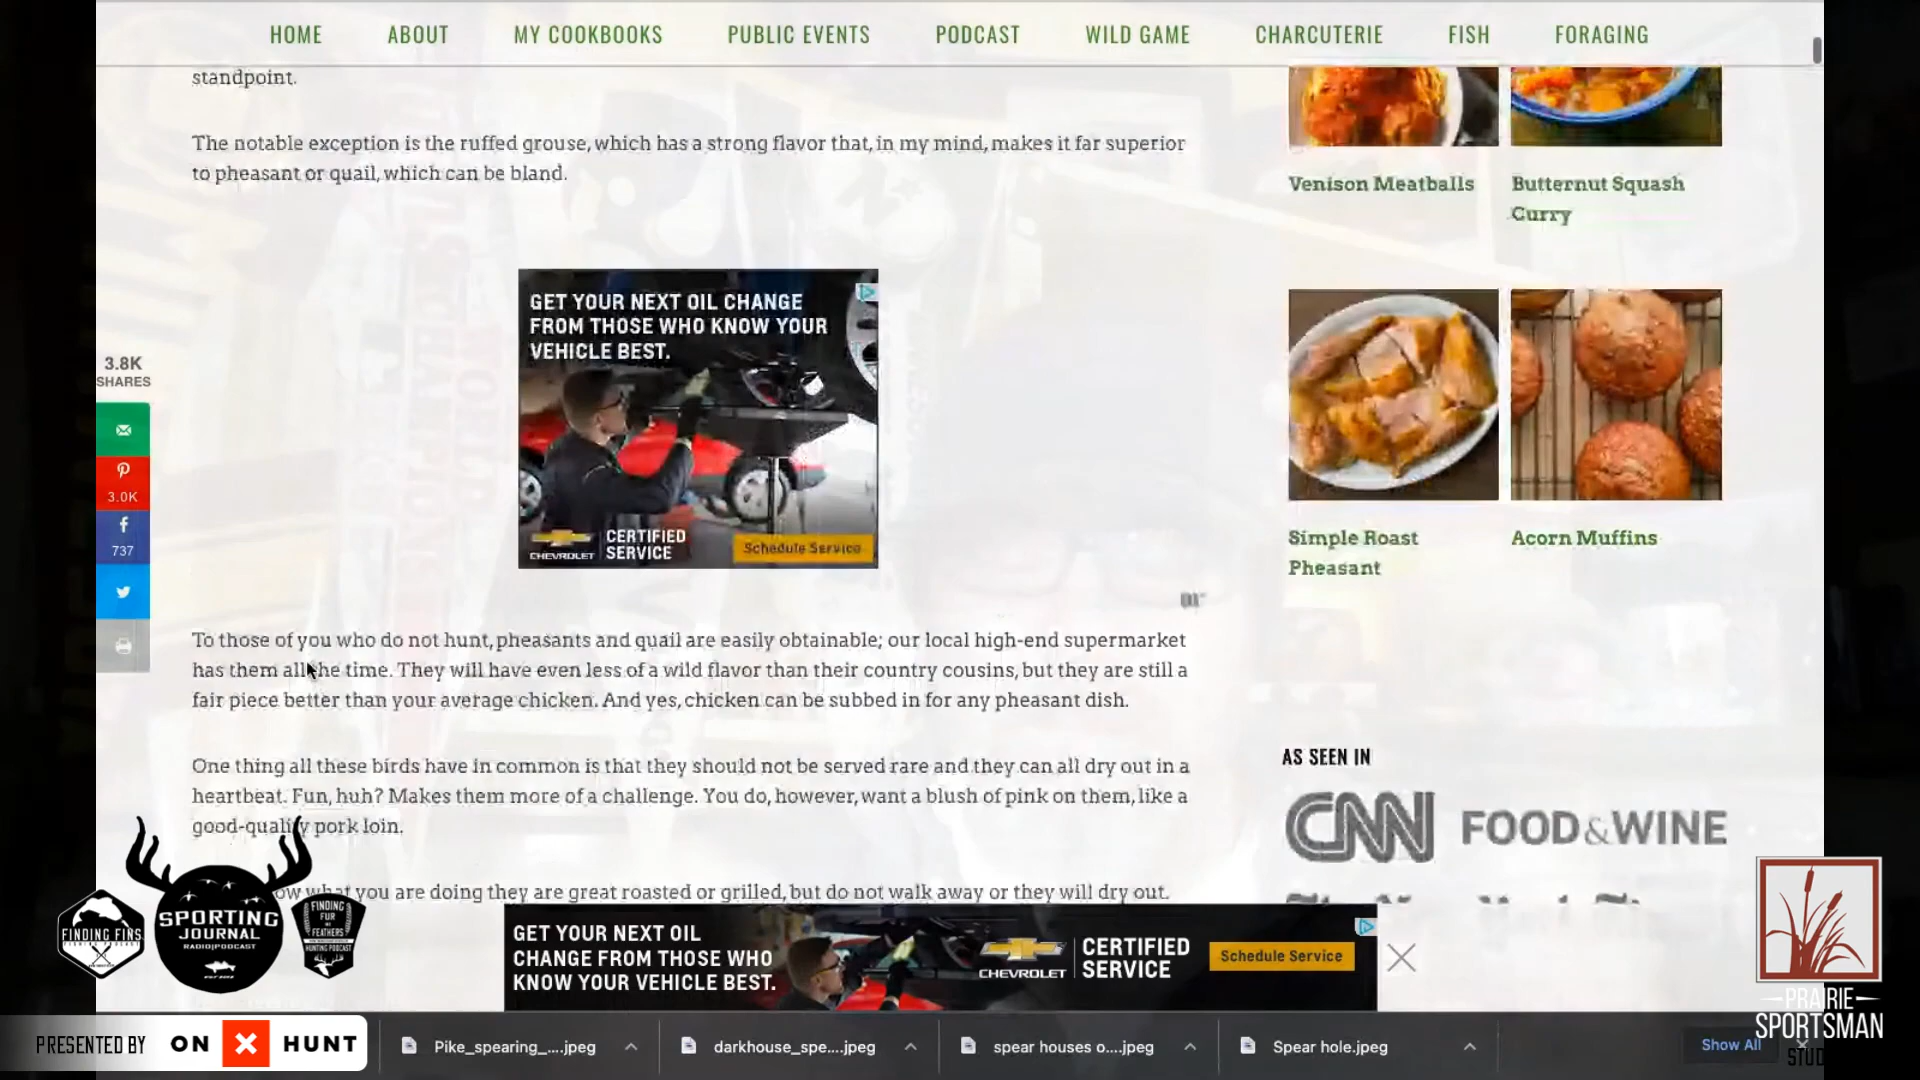 HOME ABOUT MY COOKBOOKS PUBLIC EVENTS PODCAST WILD GAME CHARCUTERIE FISH FORAGING
standpoint.
The notable exception is the ruffed grouse, which has a strong flavor that, in my mind, makes it far superior
to pheasant or quail, which can be bland.
Venison Meatballs
Butternut Squash
Curry
GET YOUR NEXT OIL CHANGE
FROM THOSE WHO KNOW YOUR
VEHICLE BEST.
CHEVROLET
CERTIFIED
SERVICE
Schedule Service
3.8K
SHARES
3.0K
737
Simple Roast
Pheasant
Acorn Muffins
To those of you who do not hunt, pheasants and quail are easily obtainable; our local high-end supermarket
has them all the time. They will have even less of a wild flavor than their country cousins, but they are still a
fair piece better than your average chicken. And yes, chicken can be subbed in for any pheasant dish.
One thing all these birds have in common is that they should not be served rare and they can all dry out in a
heartbeat. Fun, huh? Makes them more of a challenge. You do, however, want a blush of pink on them, like a
good-quality pork loin.
what you are doing they are great roasted or grilled, but do not walk away or they will dry out.
AS SEEN IN
CNN
FOOD&WINE
GET YOUR NEXT OIL
CHANGE FROM THOSE WHO
KNOW YOUR VEHICLE BEST.
CHEVROLET
CERTIFIED
SERVICE
Schedule Service
FINDING FINS
SPORTING
JOURNAL
RADIO|PODCAST
FINDING
FUR
FEATHERS
HUNTING PODCAST
PRAIRIE
SPORTSMAN
PRESENTED BY ON X HUNT
Pike_spearing_....jpeg
darkhouse_spe....jpeg
spear houses o....jpeg
Spear hole.jpeg
Show All